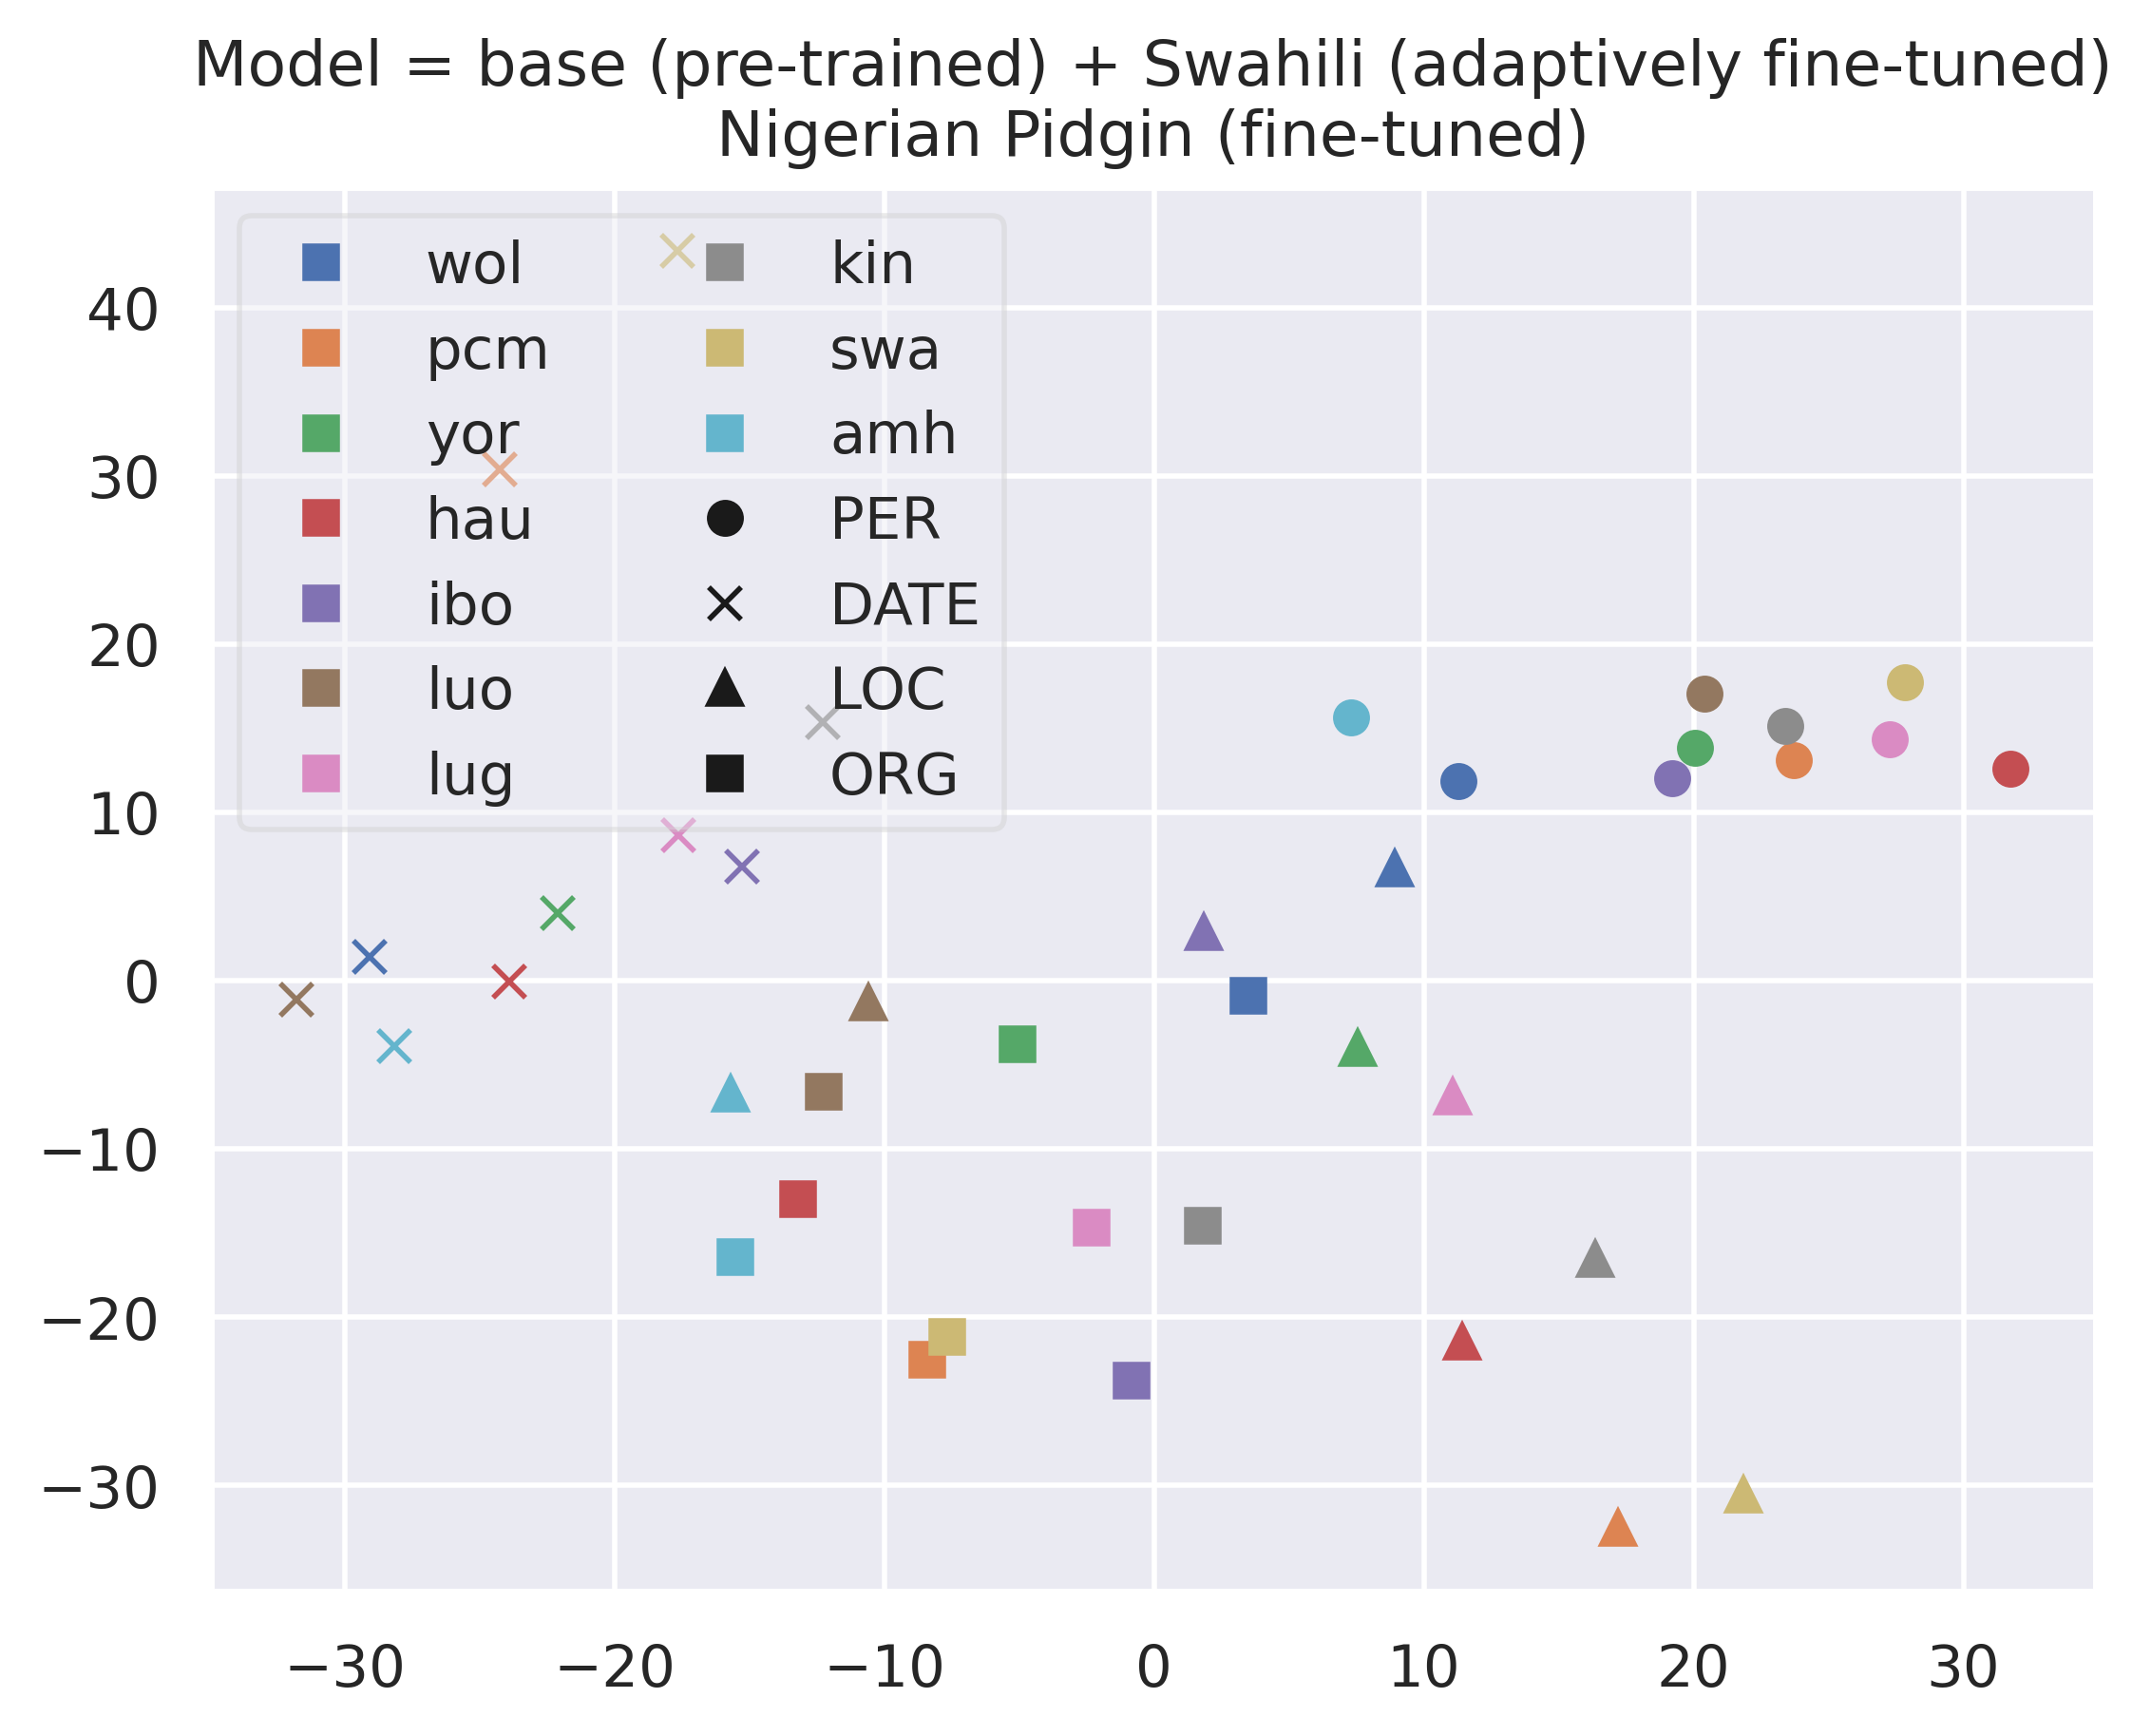 Model = base (pre-trained) + Swahili (adaptively fine-tuned)
Nigerian Pidgin (fine-tuned)
wol
pcm
yor
hau
ibo
luo
lug
kin
swa
amh
PER
DATE
LOC
ORG
40
30
20
10
0
−10
−20
−30
−30 −20 −10 0 10 20 30